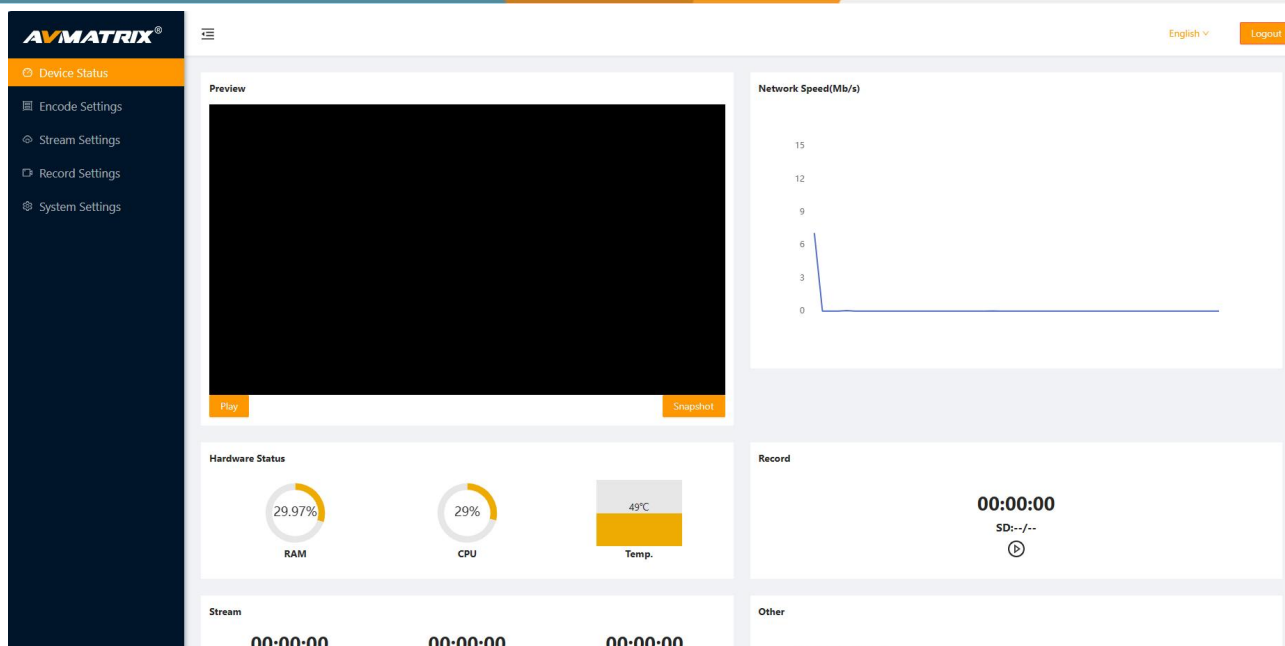 AVMATRIX®
English
Logout
Device Status
Encode Settings
Stream Settings
Record Settings
System Settings
Preview
Play
Snapshot
Network Speed(Mb/s)
15
12
9
6
3
0
Hardware Status
29.97%
RAM
29%
CPU
49℃
Temp.
Record
00:00:00
SD:--/--
Stream
00:00:00
00:00:00
00:00:00
Other